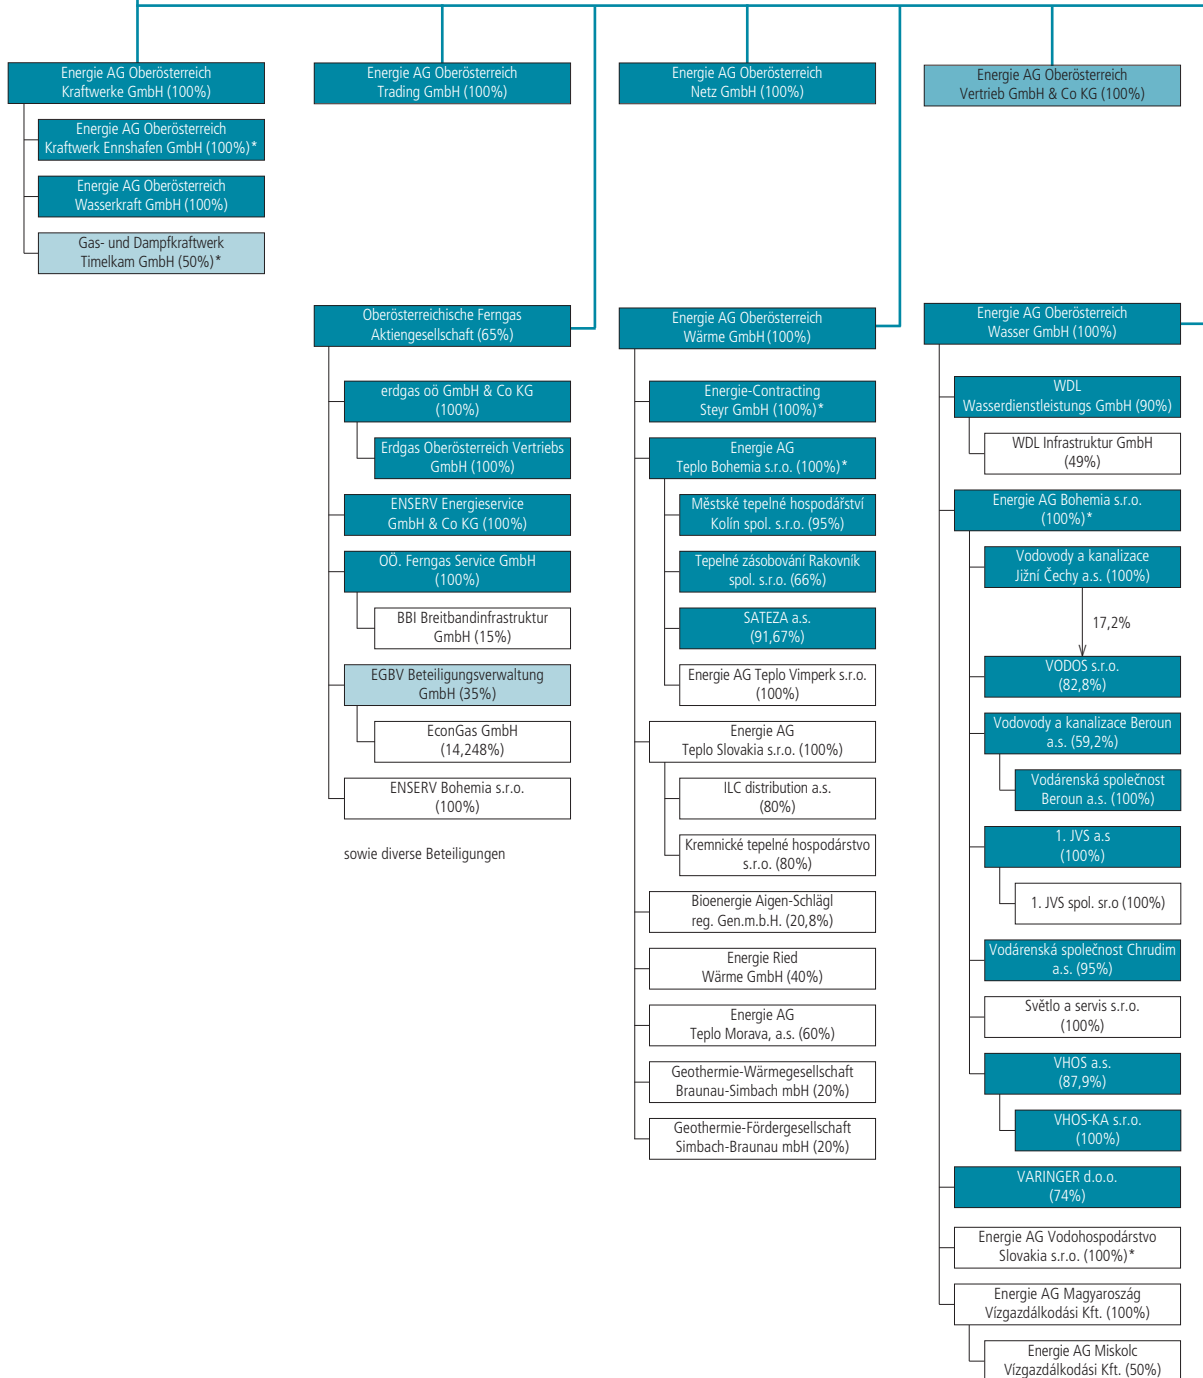 Energie AG Oberösterreich
Kraftwerke GmbH (100%)
Energie AG Oberösterreich
Kraftwerk Ennshafen GmbH (100%)*
Energie AG Oberösterreich
Wasserkraft GmbH (100%)
Gas- und Dampfkraftwerk
Timelkam GmbH (50%)*
Energie AG Oberösterreich
Trading GmbH (100%)
Energie AG Oberösterreich
Netz GmbH (100%)
Energie AG Oberösterreich
Vertrieb GmbH & Co KG (100%)
Oberösterreichische Ferngas
Aktiengesellschaft (65%)
erdgas oö GmbH & Co KG
(100%)
Erdgas Oberösterreich Vertriebs
GmbH (100%)
ENSERV Energieservice
GmbH & Co KG (100%)
OÖ. Ferngas Service GmbH
(100%)
BBI Breitbandinfrastruktur
GmbH (15%)
EGBV Beteiligungsverwaltung
GmbH (35%)
EconGas GmbH
(14,248%)
ENSERV Bohemia s.r.o.
(100%)
sowie diverse Beteiligungen
Energie AG Oberösterreich
Wärme GmbH (100%)
Energie-Contracting
Steyr GmbH (100%)*
Energie AG
Teplo Bohemia s.r.o. (100%)*
Městské tepelné hospodářství
Kolín spol. s.r.o. (95%)
Tepelné zásobování Rakovník
spol. s.r.o. (66%)
SATEZA a.s.
(91,67%)
Energie AG Teplo Vimperk s.r.o.
(100%)
Energie AG
Teplo Slovakia s.r.o. (100%)
ILC distribution a.s.
(80%)
Kremnické tepelné hospodárstvo
s.r.o. (80%)
Bioenergie Aigen-Schlägl
reg. Gen.m.b.H. (20,8%)
Energie Ried
Wärme GmbH (40%)
Energie AG
Teplo Morava, a.s. (60%)
Geothermie-Wärmegesellschaft
Braunau-Simbach mbH (20%)
Geothermie-Fördergesellschaft
Simbach-Braunau mbH (20%)
Energie AG Oberösterreich
Wasser GmbH (100%)
WDL
Wasserdienstleistungs GmbH (90%)
WDL Infrastruktur GmbH
(49%)
Energie AG Bohemia s.r.o.
(100%)*
Vodovody a kanalizace
Jižní Čechy a.s. (100%)
17,2%
VODOS s.r.o.
(82,8%)
Vodovody a kanalizace Beroun
a.s. (59,2%)
Vodárenská společnost
Beroun a.s. (100%)
1. JVS a.s
(100%)
1. JVS spol. sr.o (100%)
Vodárenská společnost Chrudim
a.s. (95%)
Světlo a servis s.r.o.
(100%)
VHOS a.s.
(87,9%)
VHOS-KA s.r.o.
(100%)
VARINGER d.o.o.
(74%)
Energie AG Vodohospodárstvo
Slovakia s.r.o. (100%)*
Energie AG Magyaroszág
Vízgazdálkodási Kft. (100%)
Energie AG Miskolc
Vízgazdálkodási Kft. (50%)